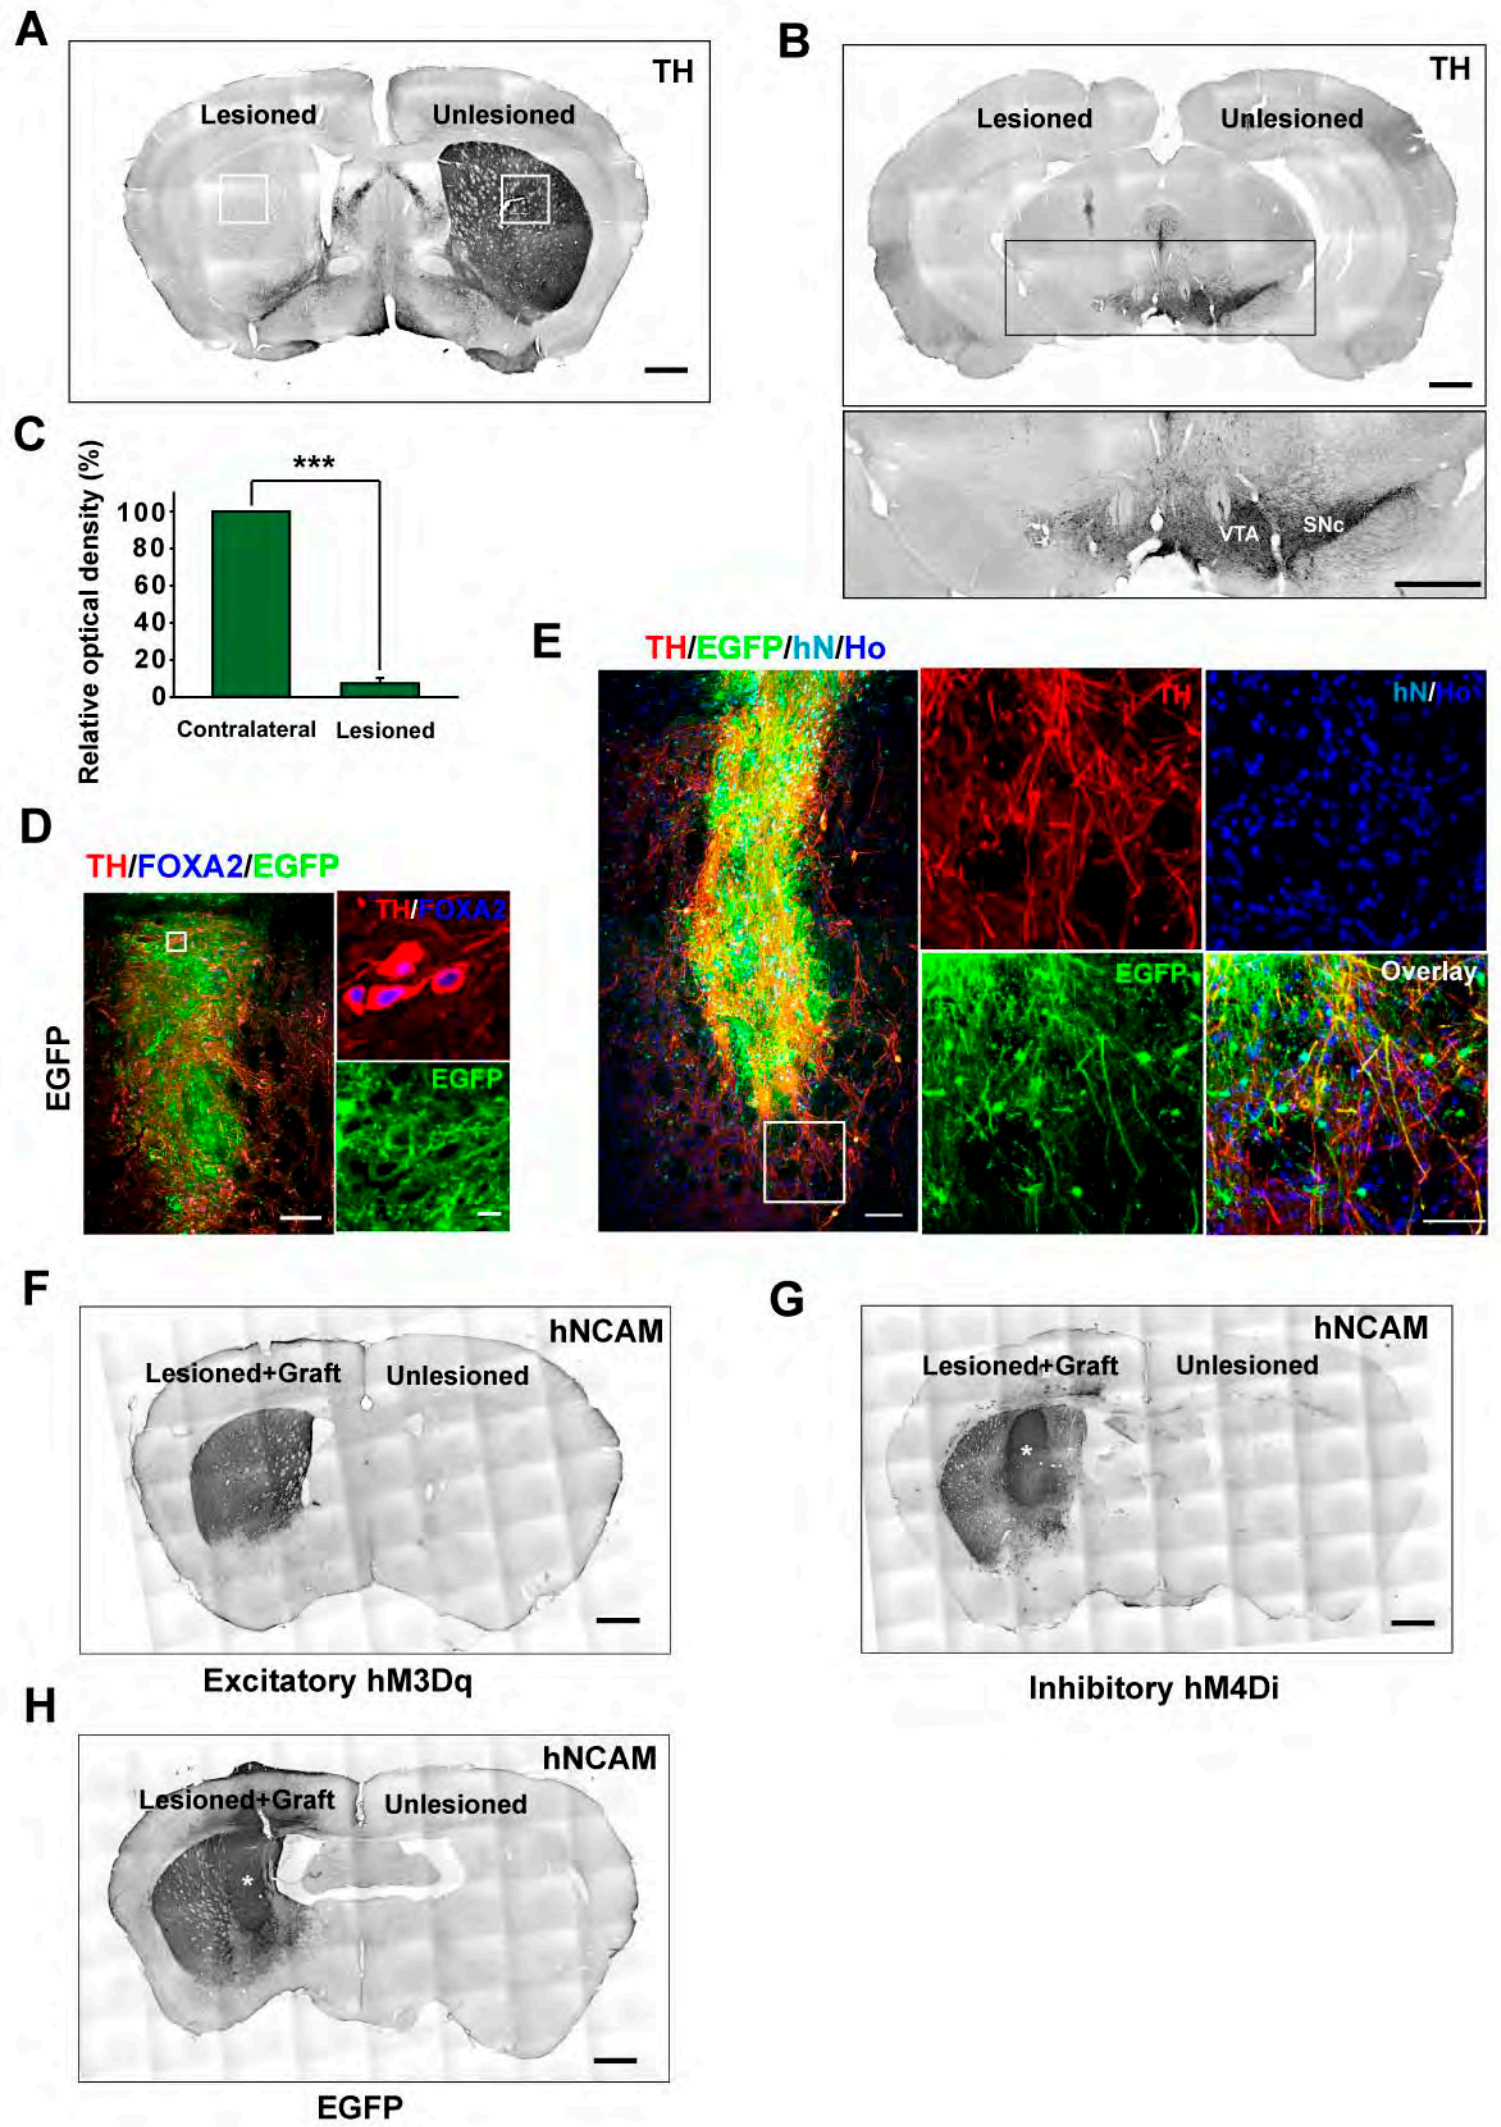 A
TH
Lesioned
Unlesioned
B
TH
Lesioned
Unlesioned
VTA
SNc
C
Relative optical density (%)
***
100
80
60
40
20
0
Contralateral
Lesioned
D
TH/FOXA2/EGFP
EGFP
TH/FOXA2
EGFP
E
TH/EGFP/hN/Ho
TH
hN/Ho
EGFP
Overlay
F
hNCAM
Lesioned+Graft
Unlesioned
Excitatory hM3Dq
G
hNCAM
Lesioned+Graft
Unlesioned
*
Inhibitory hM4Di
H
hNCAM
Lesioned+Graft
Unlesioned
*
EGFP